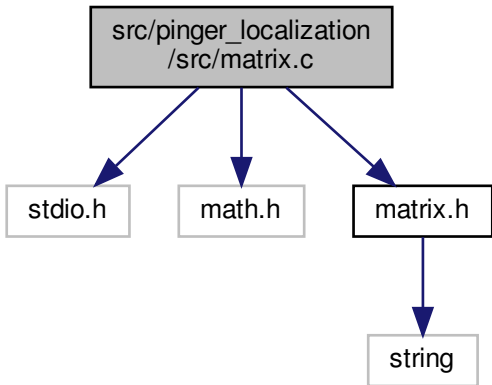 src/pinger_localization
/src/matrix.c
stdio.h
math.h
matrix.h
string